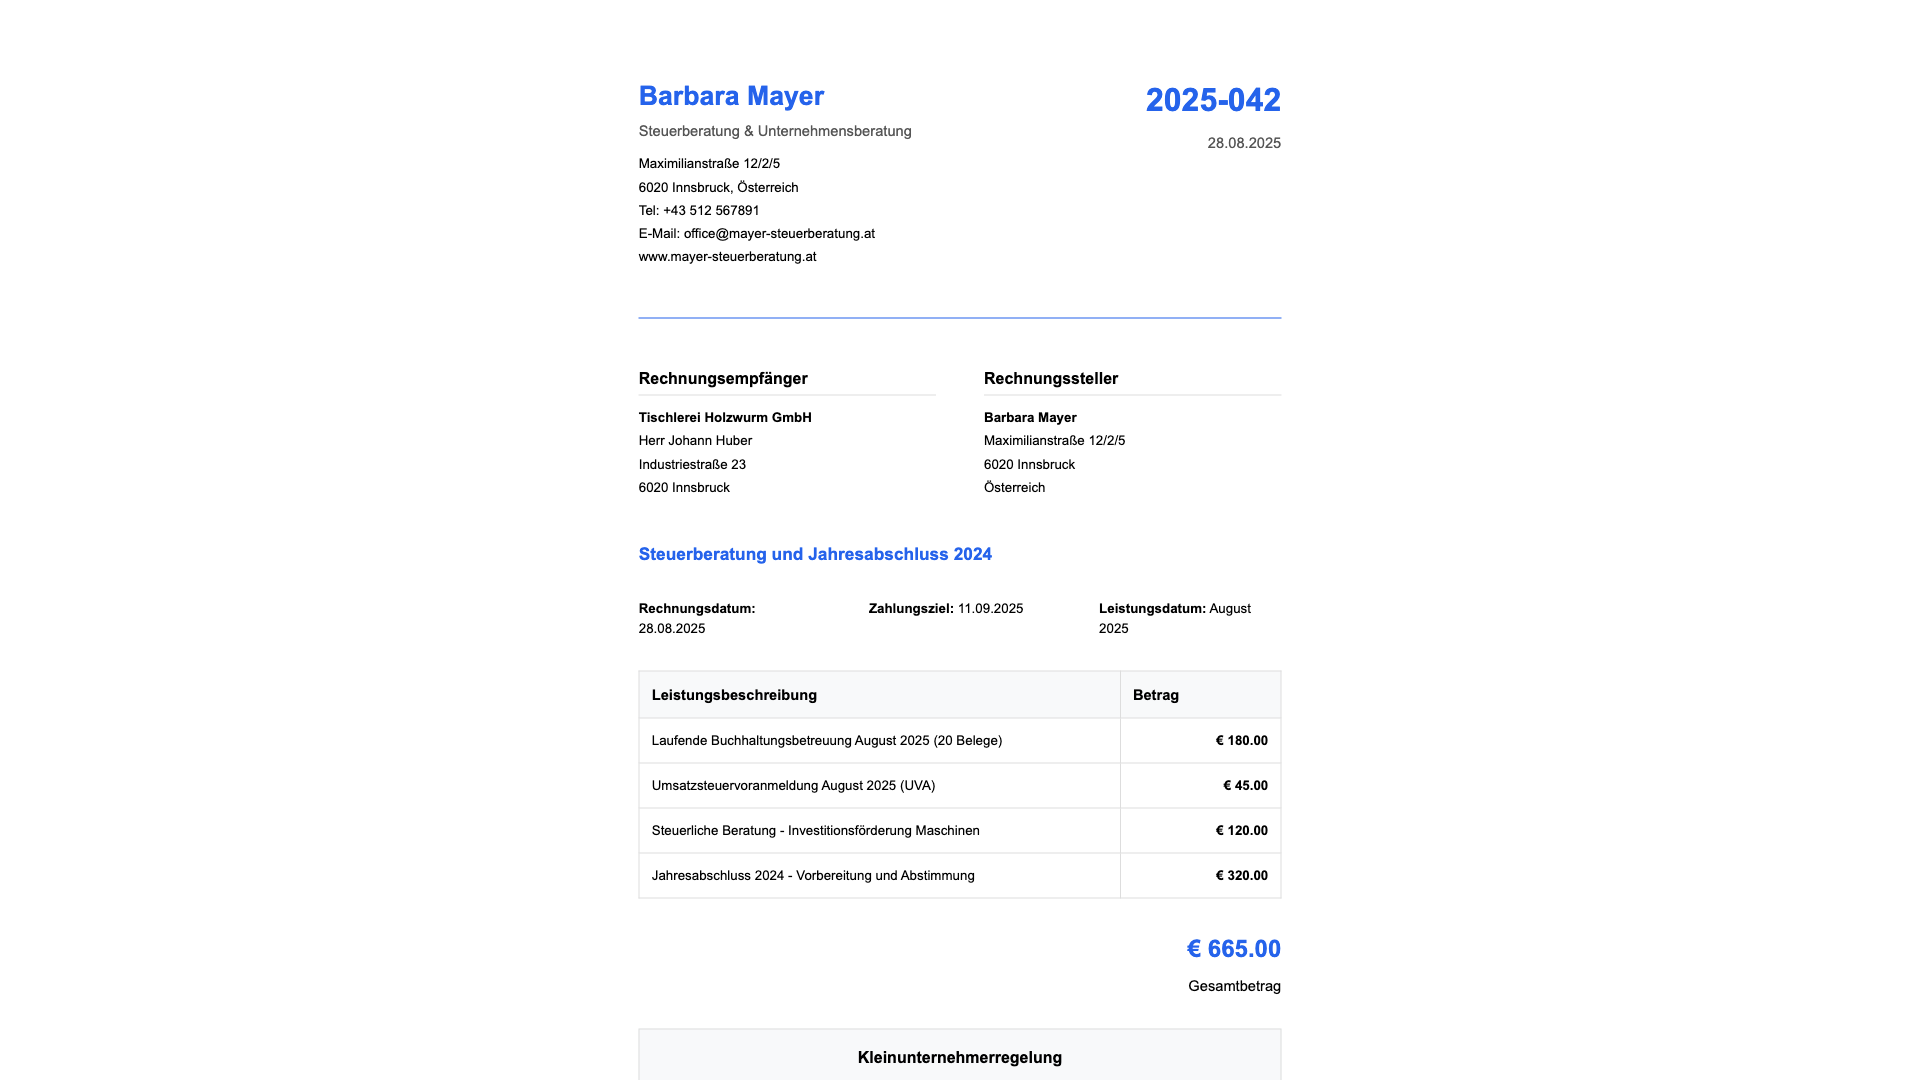 Barbara Mayer
Steuerberatung & Unternehmensberatung
Maximilianstraße 12/2/5
6020 Innsbruck, Österreich
Tel: +43 512 567891
E-Mail: office@mayer-steuerberatung.at
www.mayer-steuerberatung.at
2025-042
28.08.2025
Rechnungsempfänger
Tischlerei Holzwurm GmbH
Herr Johann Huber
Industriestraße 23
6020 Innsbruck
Rechnungssteller
Barbara Mayer
Maximilianstraße 12/2/5
6020 Innsbruck
Österreich
Steuerberatung und Jahresabschluss 2024
Rechnungsdatum:
28.08.2025
Zahlungsziel: 11.09.2025
Leistungsdatum: August
2025
Leistungsbeschreibung Betrag
Laufende Buchhaltungsbetreuung August 2025 (20 Belege) € 180.00
Umsatzsteuervoranmeldung August 2025 (UVA) € 45.00
Steuerliche Beratung - Investitionsförderung Maschinen € 120.00
Jahresabschluss 2024 - Vorbereitung und Abstimmung € 320.00
€ 665.00
Gesamtbetrag
Kleinunternehmerregelung